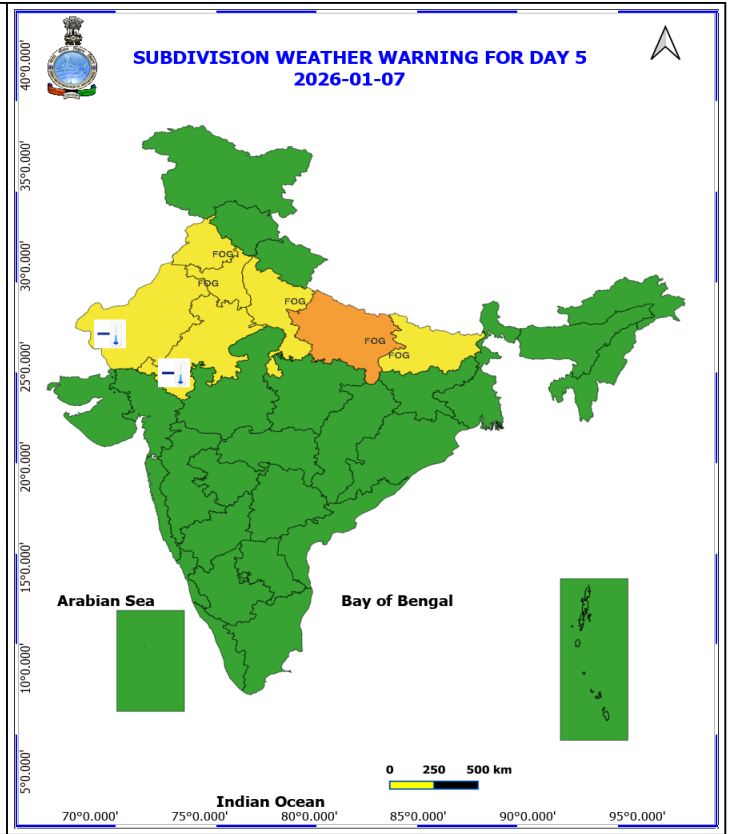 SUBDIVISION WEATHER WARNING FOR DAY 5
2026-01-07
40°0.000'
35°0.000'
30°0.000'
25°0.000'
20°0.000'
15°0.000'
10°0.000'
5°0.000'
FOG
FOG
FOG
FOG
FOG
Arabian Sea
Bay of Bengal
0 250 500 km
Indian Ocean
70°0.000' 75°0.000' 80°0.000' 85°0.000' 90°0.000' 95°0.000'